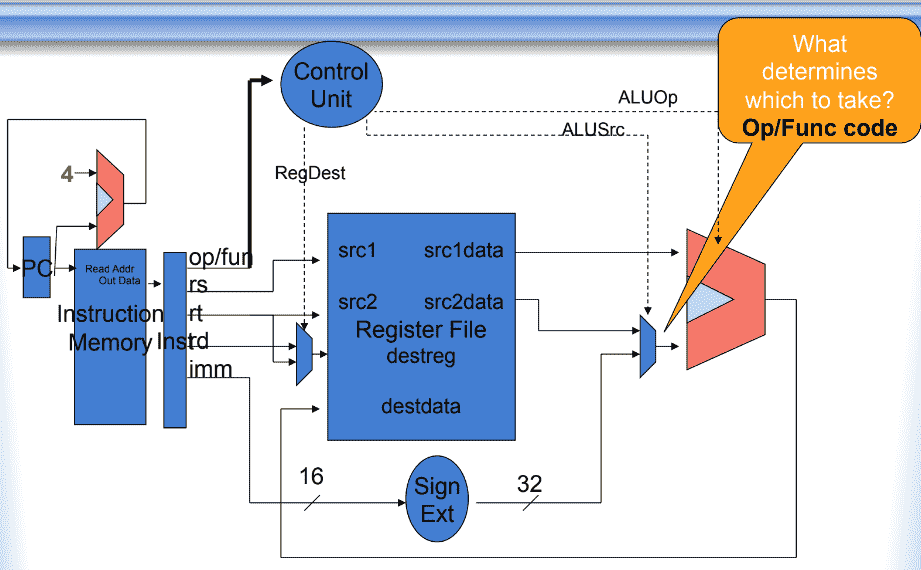 What
determines
which to take?
Op/Func code
Control
Unit
ALUOp
ALUSrc
RegDest
4
PC
Read Addr
Out Data
Instruction
Memory
Inst
op/fun
rs
rt
rd
imm
src1
src1data
src2
src2data
Register File
destreg
destdata
16
Sign
Ext
32